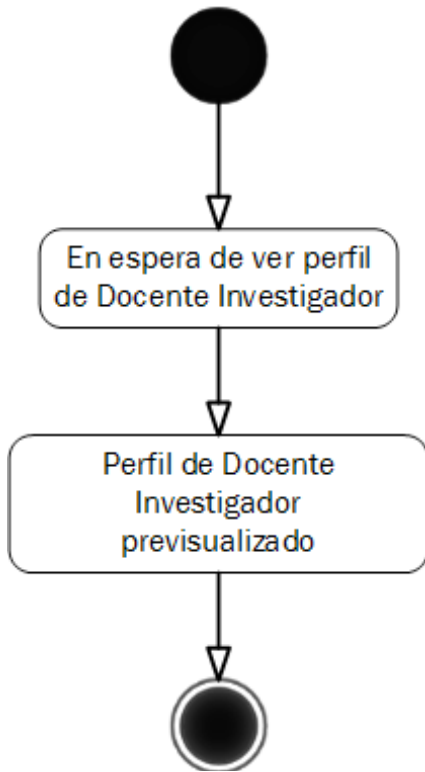 En espera de ver perfil
de Docente Investigador
Perfil de Docente
Investigador
previsualizado